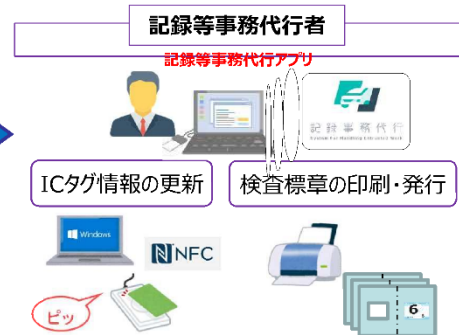 記録等事務代行者
記録等事務代行アプリ
記録事務代行
ICタグ情報の更新
検査標章の印刷・発行
Windows
NFC
ピッ
6